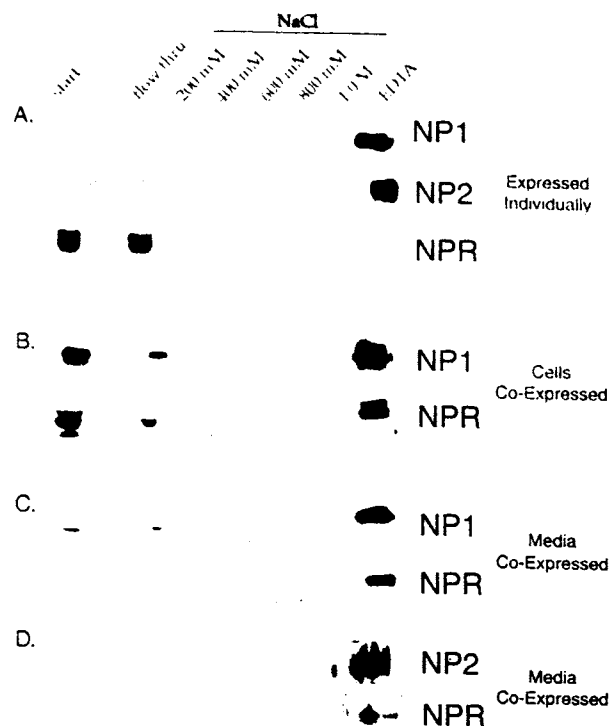 NaCl
start
flow thru
200 mM
400 mM
600 mM
800 mM
1.0 M
EDTA
A.
NP1
NP2
NPR
Expressed
Individually
B.
NP1
NPR
Cells
Co-Expressed
C.
NP1
NPR
Media
Co-Expressed
D.
NP2
NPR
Media
Co-Expressed